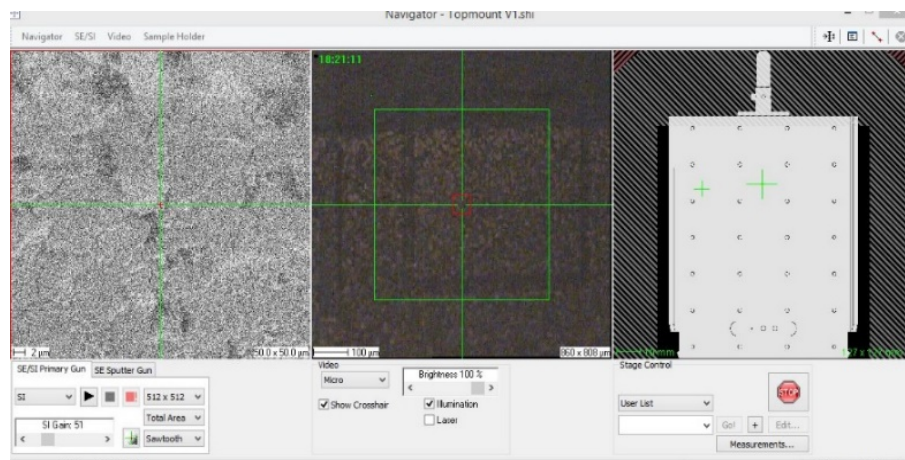 Navigator - Topmount V1.shi
Navigator SE/SI Video Sample Holder
18:21:11
2 µm
50.0 x 50.0 µm
100 µm
860 x 808 µm
SE/SI Primary Gun
SE Sputter Gun
SI
512 x 512
Total Area
SI Gain: 51
Sawtooth
Video
Micro
Brightness 100 %
Show Crosshair
Illumination
Laser
Stage Control
STOP
User List
Go!
+
Edit...
Measurements...